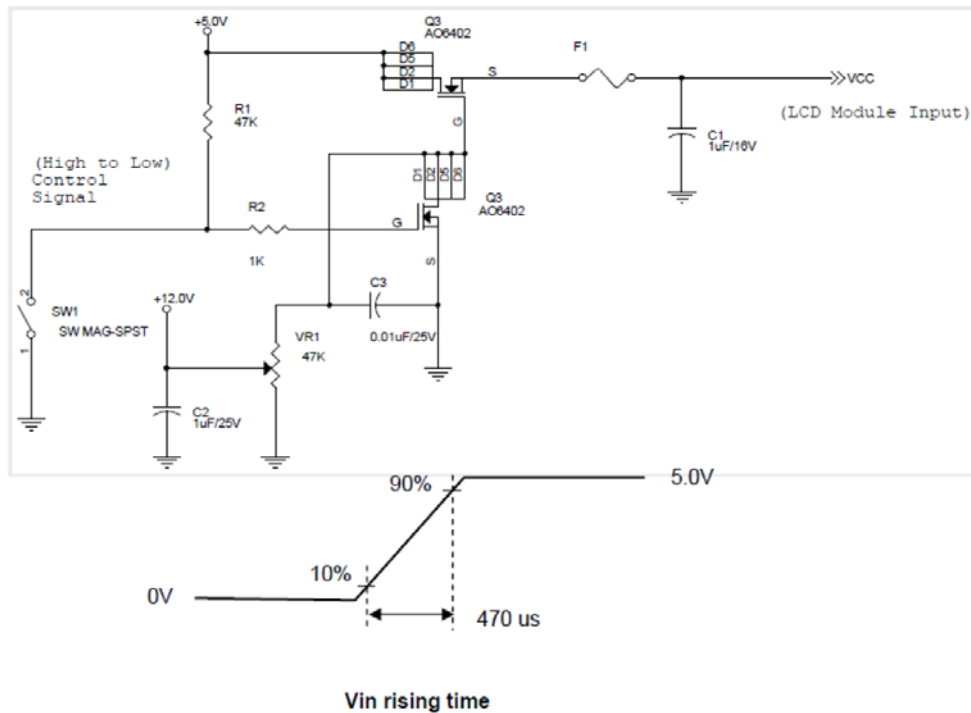 +5.0V
Q3
AO6402
D6
D5
D2
D1
S
G
F1
VCC
(LCD Module Input)
R1
47K
C1
1uF/16V
(High to Low)
Control
Signal
D1
D2
D5
D6
Q3
AO6402
R2
1K
G
S
2
SW1
SW MAG-SPST
1
+12.0V
C3
0.01uF/25V
VR1
47K
C2
1uF/25V
90%
5.0V
10%
0V
470 us
Vin rising time